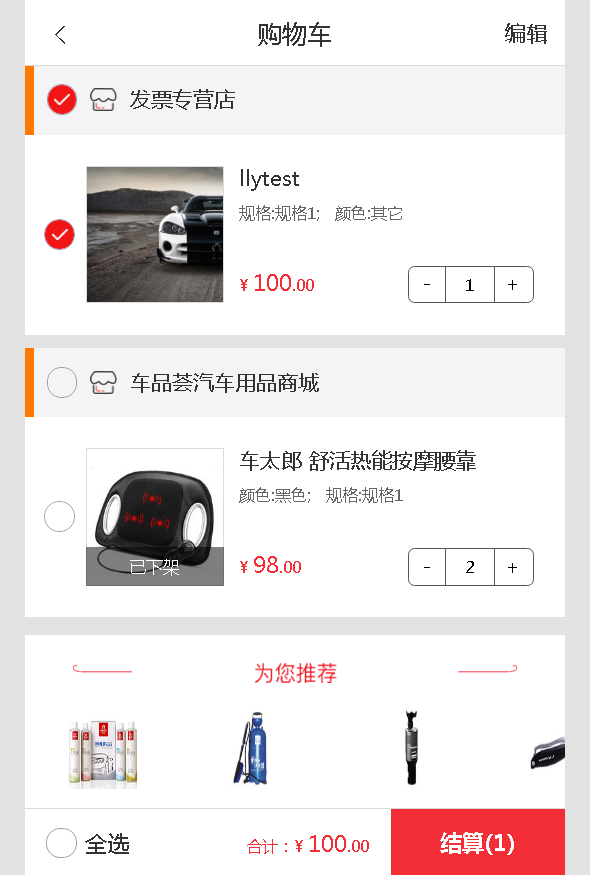 购物车 编辑
发票专营店
llytest
规格:规格1; 颜色:其它
¥ 100.00 - 1 +
车品荟汽车用品商城
车太郎 舒活热能按摩腰靠
颜色:黑色; 规格:规格1
已下架
¥ 98.00 - 2 +
为您推荐
全选 合计：¥ 100.00 结算(1)